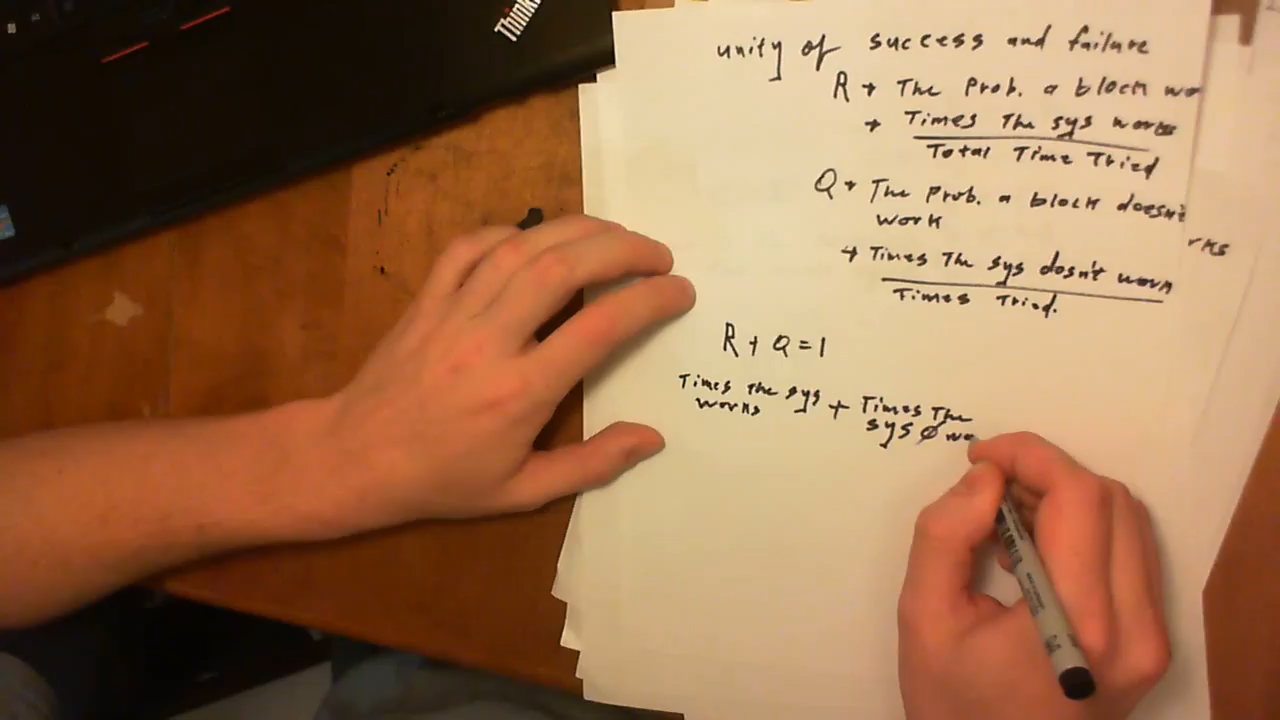 Think
unity of success and failure
R → The Prob. a block wo
→ Times The sys works
Total Time Tried
Q → The Prob. a block doesn't
work
rks
→ Times The sys dosn't work
Times Tried.
R + Q = 1
Times The sys
works + Times The
sys ∅ wo